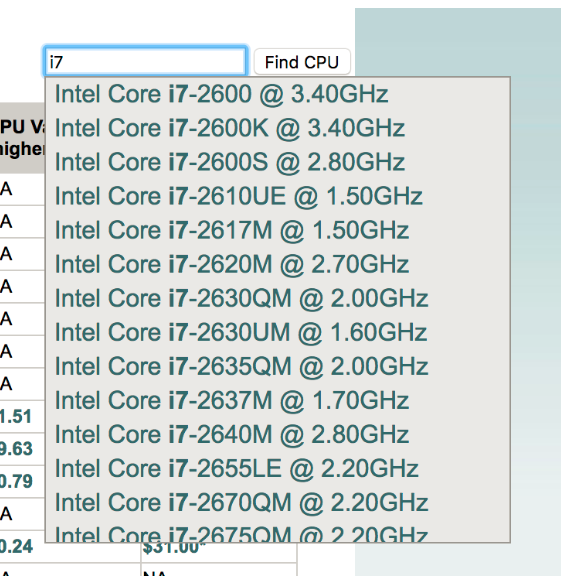 i7
Find CPU
Intel Core i7-2600 @ 3.40GHz
Intel Core i7-2600K @ 3.40GHz
Intel Core i7-2600S @ 2.80GHz
Intel Core i7-2610UE @ 1.50GHz
Intel Core i7-2617M @ 1.50GHz
Intel Core i7-2620M @ 2.70GHz
Intel Core i7-2630QM @ 2.00GHz
Intel Core i7-2630UM @ 1.60GHz
Intel Core i7-2635QM @ 2.00GHz
Intel Core i7-2637M @ 1.70GHz
Intel Core i7-2640M @ 2.80GHz
Intel Core i7-2655LE @ 2.20GHz
Intel Core i7-2670QM @ 2.20GHz
Intel Core i7-2675QM @ 2.20GHz
PU Va
ighe
A
A
A
A
A
A
A
1.51
9.63
0.79
A
0.24 $31.00*
NA